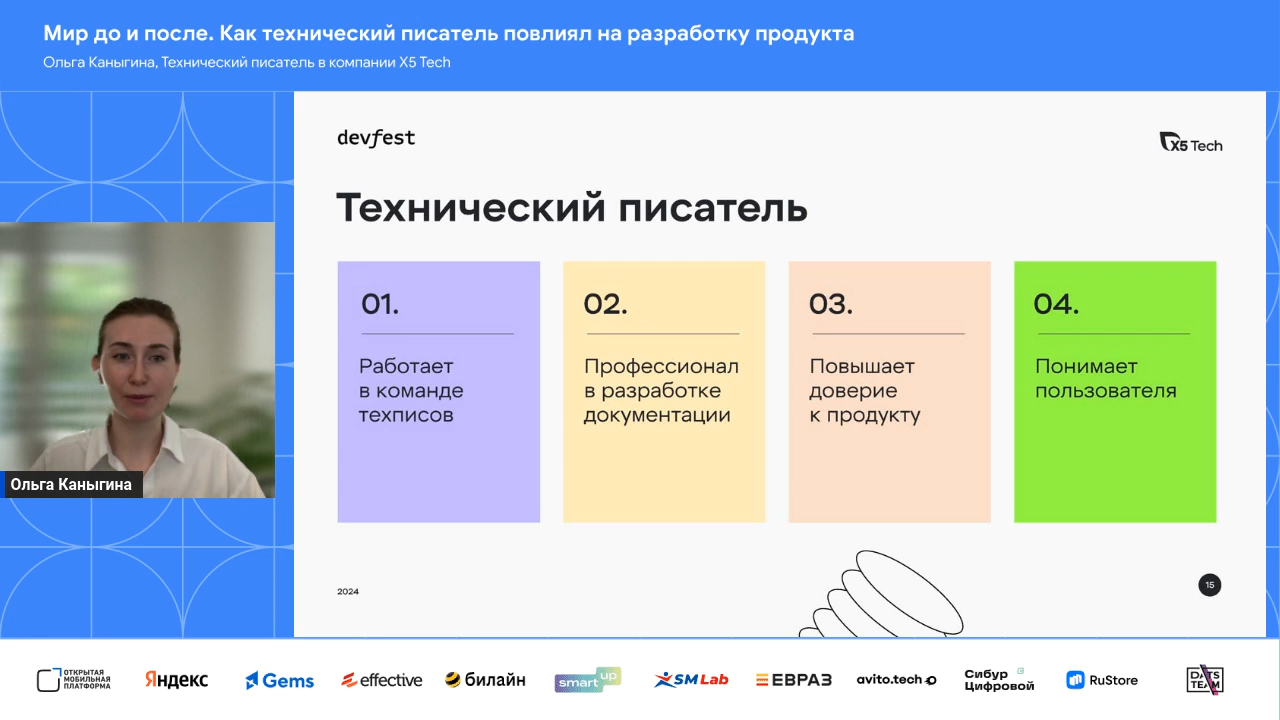 Мир до и после. Как технический писатель повлиял на разработку продукта
Ольга Каныгина, Технический писатель в компании X5 Tech
devfest
X5 Tech
Технический писатель
01.
Работает
в команде
техписов
02.
Профессионал
в разработке
документации
03.
Повышает
доверие
к продукту
04.
Понимает
пользователя
Ольга Каныгина
2024
15
ОТКРЫТАЯ
МОБИЛЬНАЯ
ПЛАТФОРМА
Яндекс
Gems
effective
билайн
smart up
SM Lab
ЕВРАЗ
avito.tech
Сибур
Цифровой
RuStore
DATS
TEAM